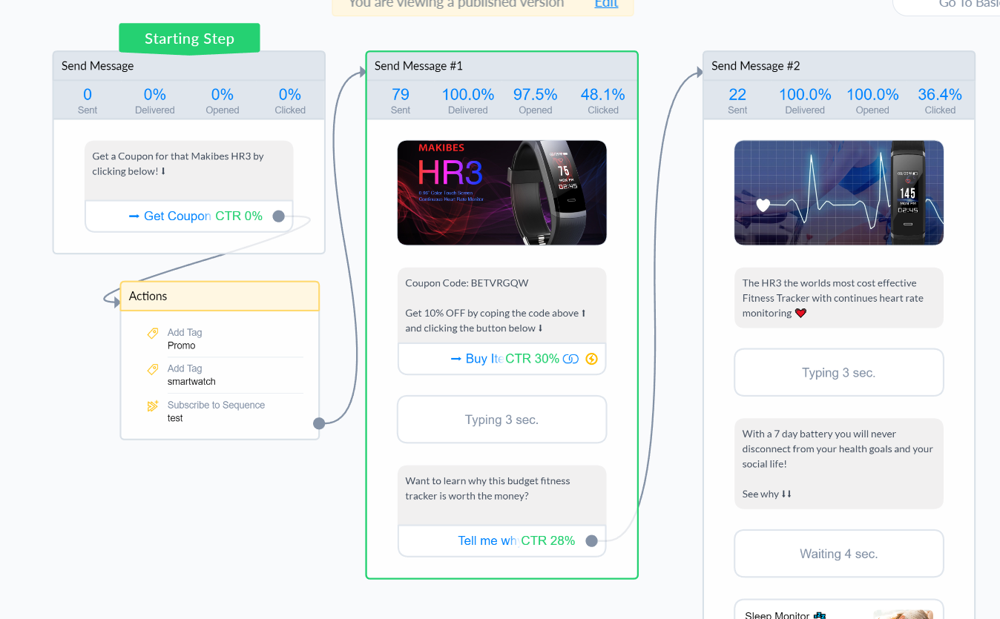 You are viewing a published version Edit
Go To Basi
Starting Step
Send Message
0 0% 0% 0%
Sent Delivered Opened Clicked
Get a Coupon for that Makibes HR3 by
clicking below! ⬇
➞ Get Coupon CTR 0%
Actions
Add Tag
Promo
Add Tag
smartwatch
Subscribe to Sequence
test
Send Message #1
79 100.0% 97.5% 48.1%
Sent Delivered Opened Clicked
MAKIBES
HR3
0.96" Color Touch Screen
Continuous Heart Rate Monitor
75
MON PM
02:45
Coupon Code: BETVRGQW
Get 10% OFF by coping the code above ⬆
and clicking the button below ⬇
➞ Buy Ite CTR 30%
Typing 3 sec.
Want to learn why this budget fitness
tracker is worth the money?
Tell me why CTR 28%
Send Message #2
22 100.0% 100.0% 36.4%
Sent Delivered Opened Clicked
145
MON PM
02:45
The HR3 the worlds most cost effective
Fitness Tracker with continues heart rate
monitoring ❤
Typing 3 sec.
With a 7 day battery you will never
disconnect from your health goals and your
social life!
See why ⬇⬇
Waiting 4 sec.
Sleep Monitor 💤